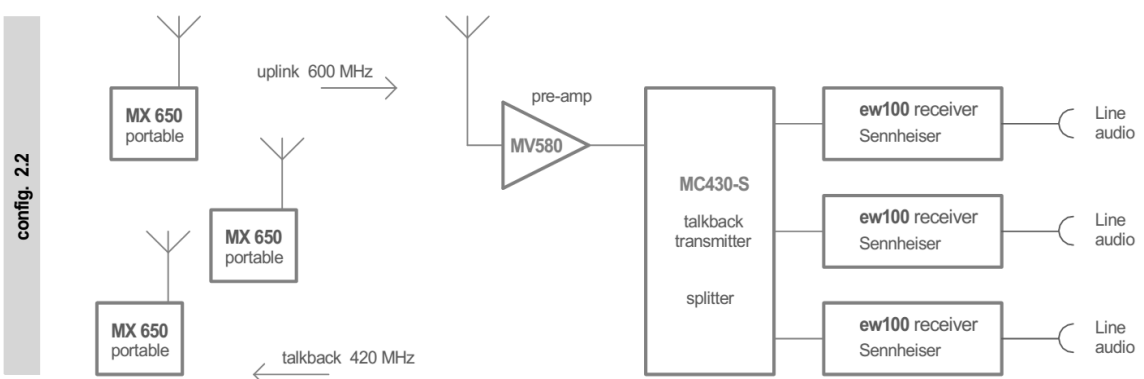 config. 2.2
uplink 600 MHz
MX 650
portable
MX 650
portable
MX 650
portable
talkback 420 MHz
pre-amp
MV580
MC430-S
talkback
transmitter
splitter
ew100 receiver
Sennheiser
Line
audio
ew100 receiver
Sennheiser
Line
audio
ew100 receiver
Sennheiser
Line
audio